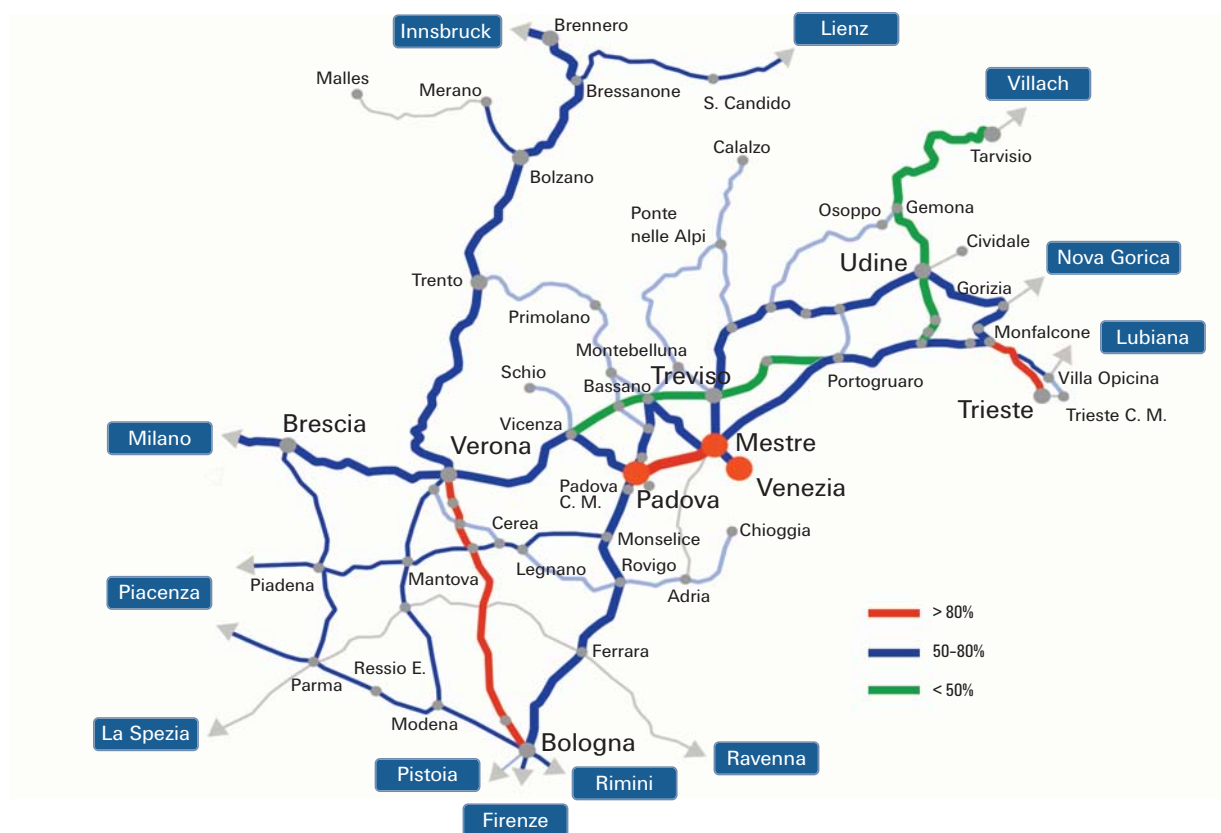 Innsbruck
Brennero
Lienz
Malles
Merano
Bressanone
S. Candido
Villach
Tarvisio
Bolzano
Calalzo
Ponte
nelle Alpi
Osoppo
Gemona
Cividale
Udine
Nova Gorica
Trento
Gorizia
Primolano
Monfalcone
Lubiana
Montebelluna
Schio
Bassano
Treviso
Portogruaro
Villa Opicina
Trieste
Trieste C. M.
Vicenza
Milano
Brescia
Verona
Mestre
Padova
C. M.
Padova
Venezia
Cerea
Monselice
Chioggia
Legnano
Rovigo
Piadena
Mantova
Adria
Piacenza
> 80%
50–80%
< 50%
Ferrara
Ressio E.
Parma
Modena
La Spezia
Bologna
Ravenna
Pistoia
Rimini
Firenze